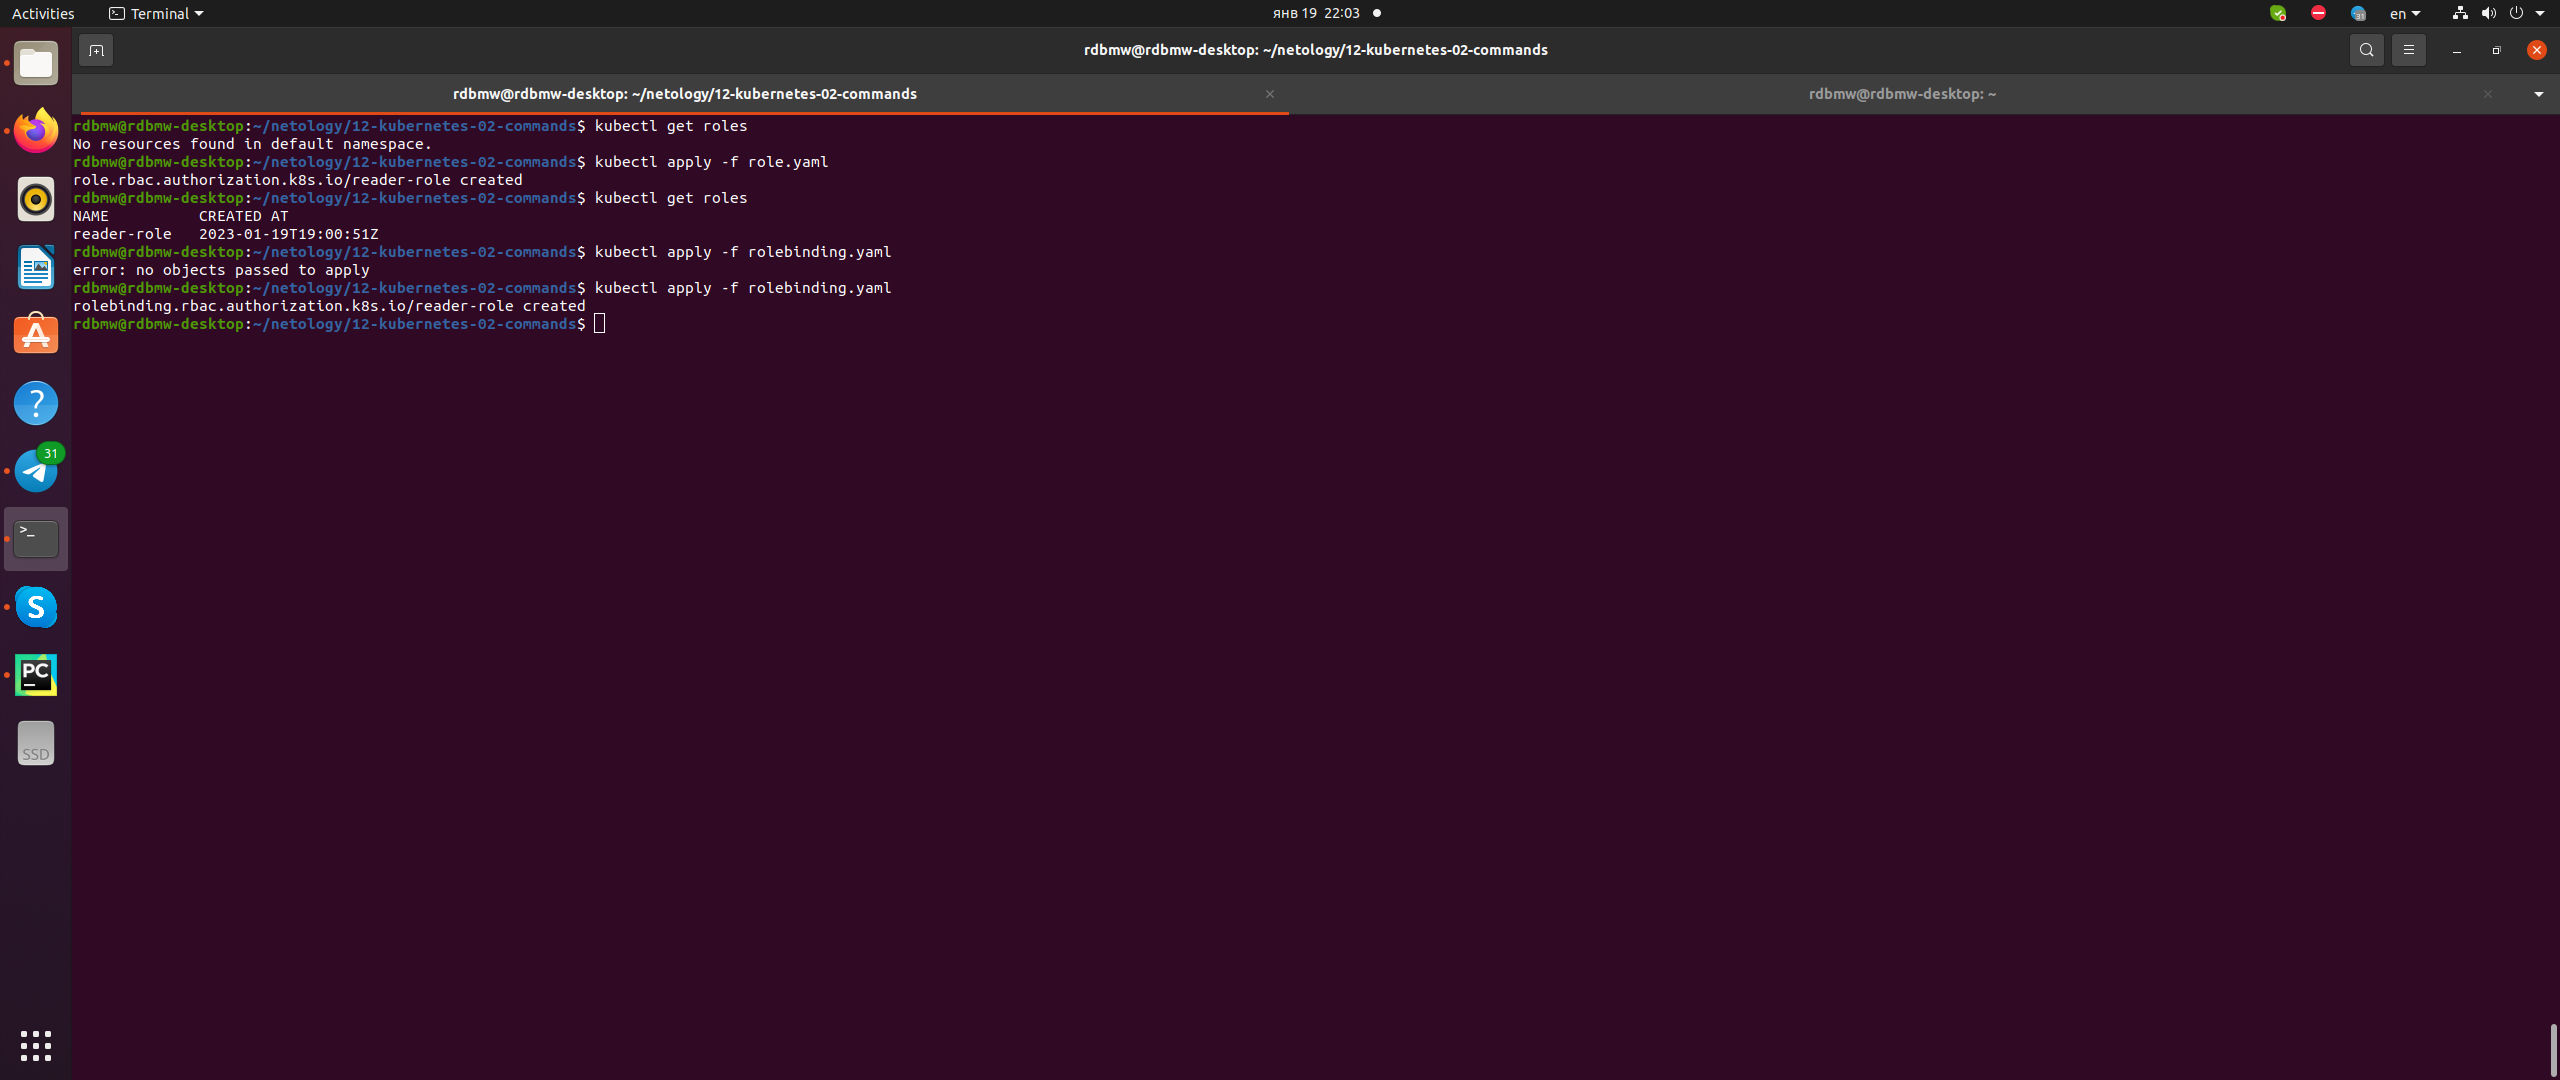 Activities
Terminal
янв 19 22:03
en
rdbmw@rdbmw-desktop: ~/netology/12-kubernetes-02-commands
rdbmw@rdbmw-desktop: ~/netology/12-kubernetes-02-commands
rdbmw@rdbmw-desktop: ~
rdbmw@rdbmw-desktop:~/netology/12-kubernetes-02-commands$ kubectl get roles
No resources found in default namespace.
rdbmw@rdbmw-desktop:~/netology/12-kubernetes-02-commands$ kubectl apply -f role.yaml
role.rbac.authorization.k8s.io/reader-role created
rdbmw@rdbmw-desktop:~/netology/12-kubernetes-02-commands$ kubectl get roles
NAME          CREATED AT
reader-role   2023-01-19T19:00:51Z
rdbmw@rdbmw-desktop:~/netology/12-kubernetes-02-commands$ kubectl apply -f rolebinding.yaml
error: no objects passed to apply
rdbmw@rdbmw-desktop:~/netology/12-kubernetes-02-commands$ kubectl apply -f rolebinding.yaml
rolebinding.rbac.authorization.k8s.io/reader-role created
rdbmw@rdbmw-desktop:~/netology/12-kubernetes-02-commands$
31
>_
S
PC
SSD